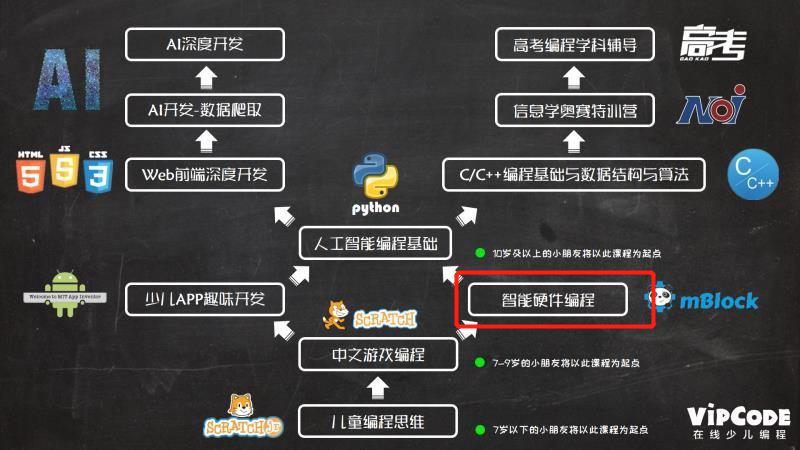 AI深度开发
高考编程学科辅导
高考
GAO KAO
AI
AI开发-数据爬取
信息学奥赛特训营
NOI
HTML JS CSS
5 5 3
Web前端深度开发
python
C/C++编程基础与数据结构与算法
C
C++
人工智能编程基础
10岁及以上的小朋友将以此课程为起点
Welcome to MIT App Inventor
少儿APP趣味开发
智能硬件编程
mBlock
SCRATCH
中文游戏编程
7-9岁的小朋友将以此课程为起点
SCRATCH Jr
儿童编程思维
7岁以下的小朋友将以此课程为起点
VIPCODE
在线少儿编程